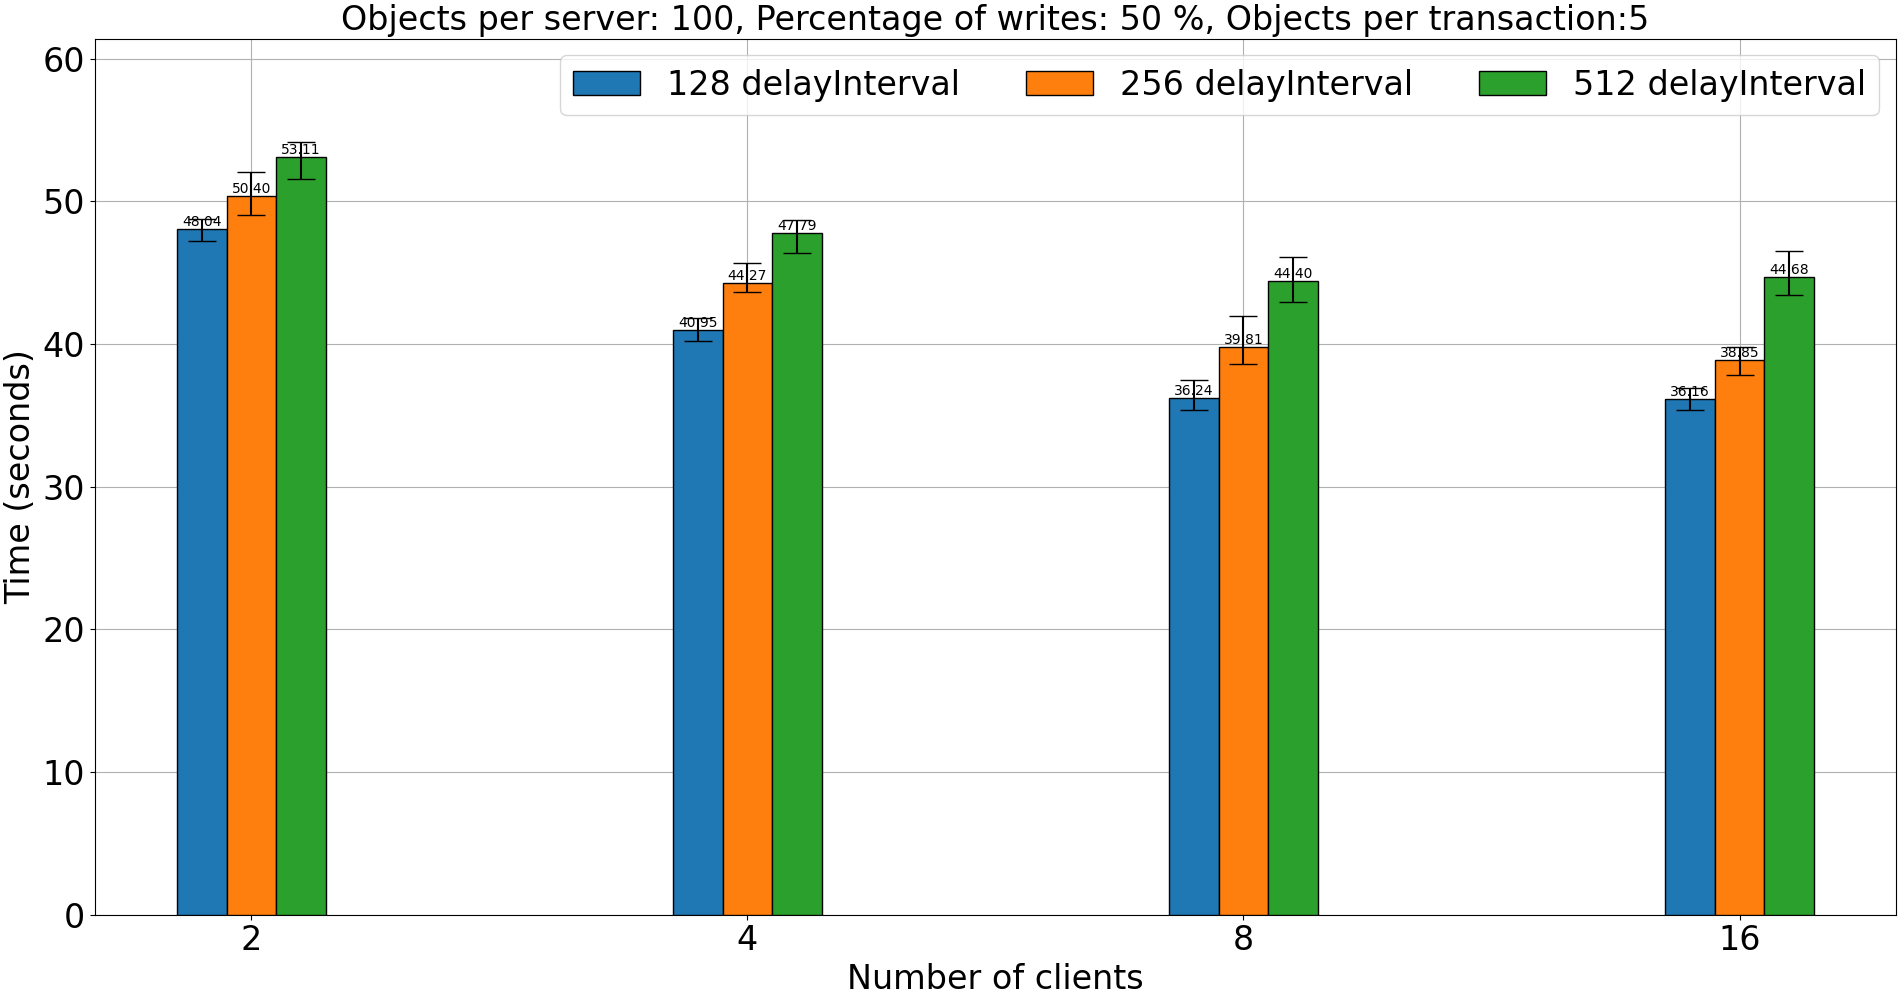 Objects per server: 100, Percentage of writes: 50 %, Objects per transaction:5
128 delayInterval 256 delayInterval 512 delayInterval
60
50
40
30
20
10
0
Time (seconds)
48.04 50.40 53.11
40.95 44.27 47.79
36.24 39.81 44.40
36.16 38.85 44.68
2 4 8 16
Number of clients